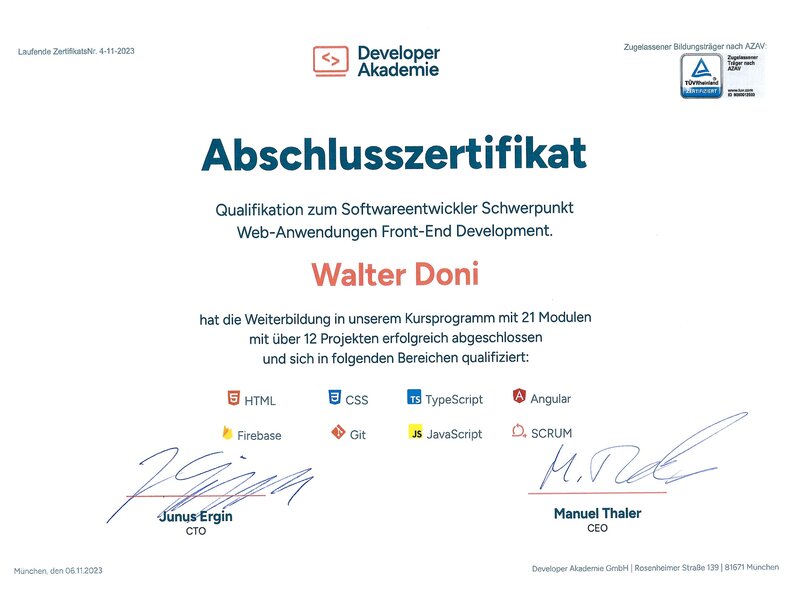 Laufende ZertifikatsNr. 4-11-2023
Developer
Akademie
Zugelassener Bildungsträger nach AZAV:
TÜVRheinland
ZERTIFIZIERT
Zugelassener
Träger nach
AZAV
www.tuv.com
Abschlusszertifikat
Qualifikation zum Softwareentwickler Schwerpunkt
Web-Anwendungen Front-End Development.
Walter Doni
hat die Weiterbildung in unserem Kursprogramm mit 21 Modulen
mit über 12 Projekten erfolgreich abgeschlossen
und sich in folgenden Bereichen qualifiziert:
HTML
CSS
TS TypeScript
Angular
Firebase
Git
JS JavaScript
SCRUM
Junus Ergin
CTO
Manuel Thaler
CEO
München, den 06.11.2023
Developer Akademie GmbH | Rosenheimer Straße 139 | 81671 München